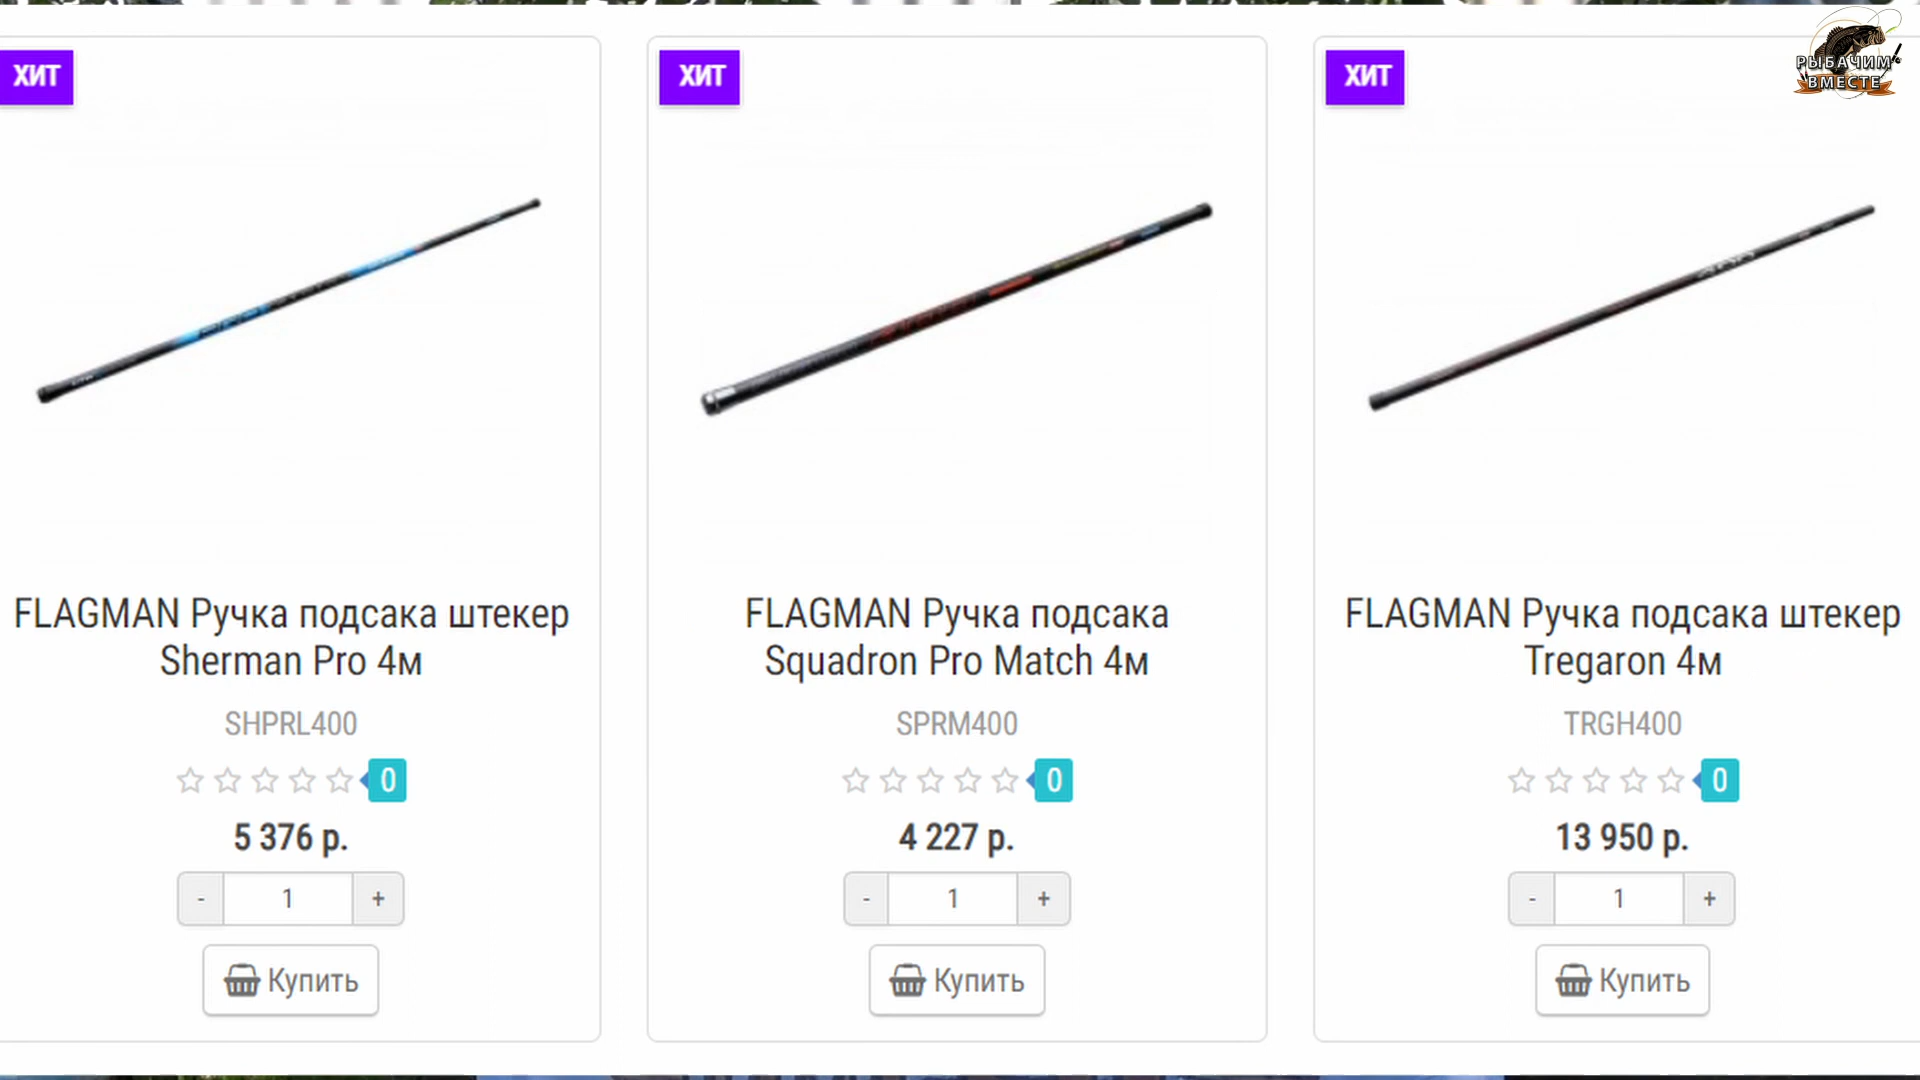 ХИТ
FLAGMAN Ручка подсака штекер
Sherman Pro 4м
SHPRL400
0
5 376 р.
- 1 +
Купить
ХИТ
FLAGMAN Ручка подсака
Squadron Pro Match 4м
SPRM400
0
4 227 р.
- 1 +
Купить
ХИТ
FLAGMAN Ручка подсака штекер
Tregaron 4м
TRGH400
0
13 950 р.
- 1 +
Купить
РЫБАЧИМ
ВМЕСТЕ